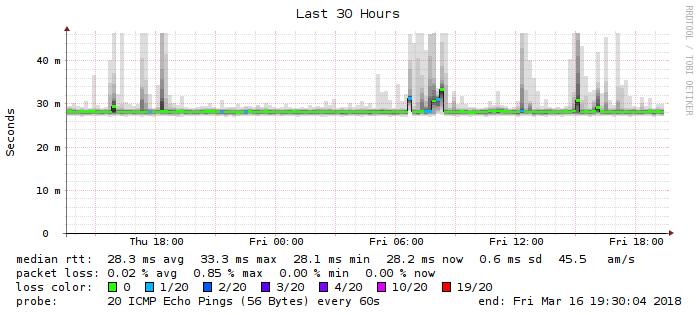 Last 30 Hours
RRDTOOL / TOBI OETIKER
Seconds
40 m
30 m
20 m
10 m
0
Thu 18:00 Fri 00:00 Fri 06:00 Fri 12:00 Fri 18:00
median rtt: 28.3 ms avg 33.3 ms max 28.1 ms min 28.2 ms now 0.6 ms sd 45.5 am/s
packet loss: 0.02 % avg 0.85 % max 0.00 % min 0.00 % now
loss color: 0 1/20 2/20 3/20 4/20 10/20 19/20
probe: 20 ICMP Echo Pings (56 Bytes) every 60s end: Fri Mar 16 19:30:04 2018